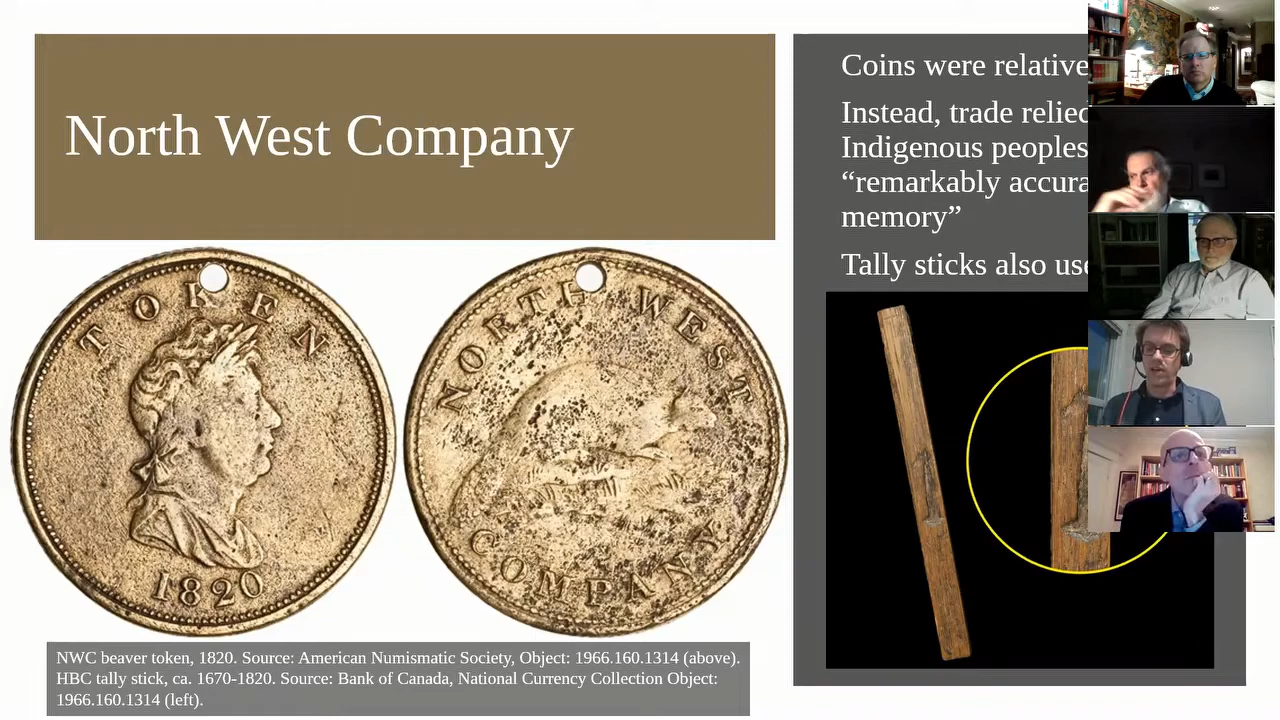 North West Company
TOKEN
1820
NORTH WEST
COMPANY
NWC beaver token, 1820. Source: American Numismatic Society, Object: 1966.160.1314 (above).
HBC tally stick, ca. 1670-1820. Source: Bank of Canada, National Currency Collection Object:
1966.160.1314 (left).
Coins were relative
Instead, trade relied
Indigenous peoples
“remarkably accura
memory”
Tally sticks also use